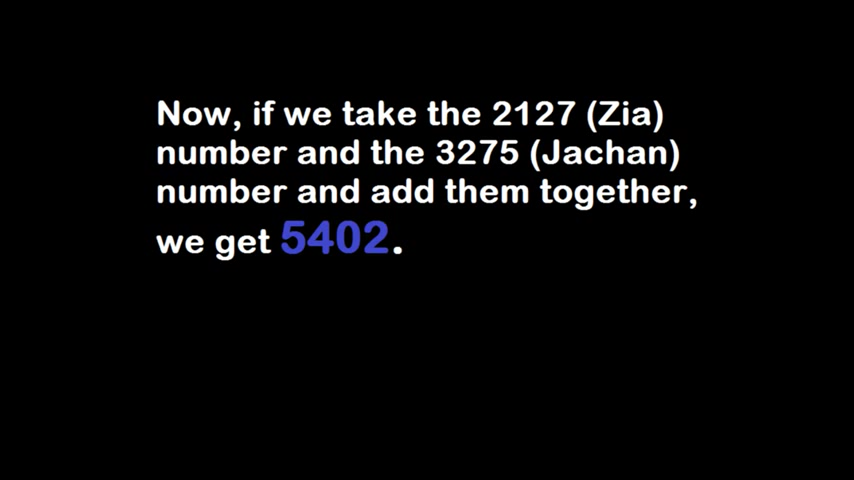 Now, if we take the 2127 (Zia)
number and the 3275 (Jachan)
number and add them together,
we get 5402.